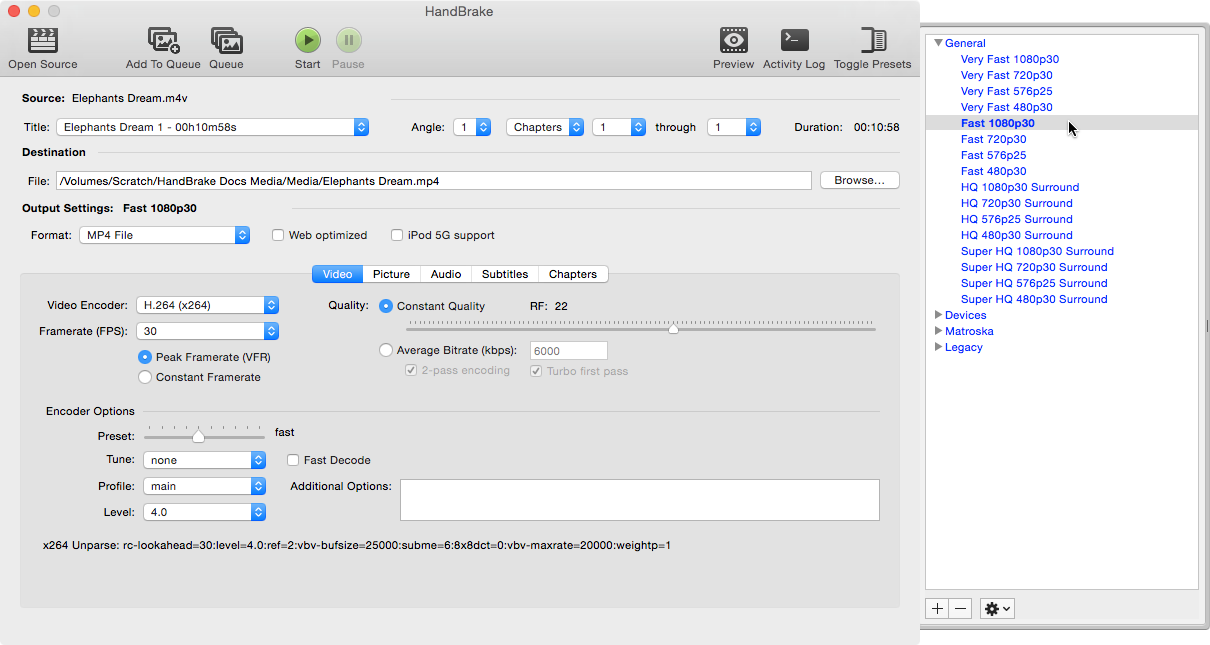 HandBrake
Open Source Add To Queue Queue Start Pause Preview Activity Log Toggle Presets
Source: Elephants Dream.m4v
Title: Elephants Dream 1 - 00h10m58s Angle: 1 Chapters 1 through 1 Duration: 00:10:58
Destination
File: /Volumes/Scratch/HandBrake Docs Media/Media/Elephants Dream.mp4 Browse...
Output Settings: Fast 1080p30
Format: MP4 File Web optimized iPod 5G support
Video Picture Audio Subtitles Chapters
Video Encoder: H.264 (x264) Quality: Constant Quality RF: 22
Framerate (FPS): 30
Peak Framerate (VFR) Average Bitrate (kbps): 6000
Constant Framerate 2-pass encoding Turbo first pass
Encoder Options
Preset: fast
Tune: none Fast Decode
Profile: main Additional Options:
Level: 4.0
x264 Unparse: rc-lookahead=30:level=4.0:ref=2:vbv-bufsize=25000:subme=6:8x8dct=0:vbv-maxrate=20000:weightp=1
General
Very Fast 1080p30
Very Fast 720p30
Very Fast 576p25
Very Fast 480p30
Fast 1080p30
Fast 720p30
Fast 576p25
Fast 480p30
HQ 1080p30 Surround
HQ 720p30 Surround
HQ 576p25 Surround
HQ 480p30 Surround
Super HQ 1080p30 Surround
Super HQ 720p30 Surround
Super HQ 576p25 Surround
Super HQ 480p30 Surround
Devices
Matroska
Legacy